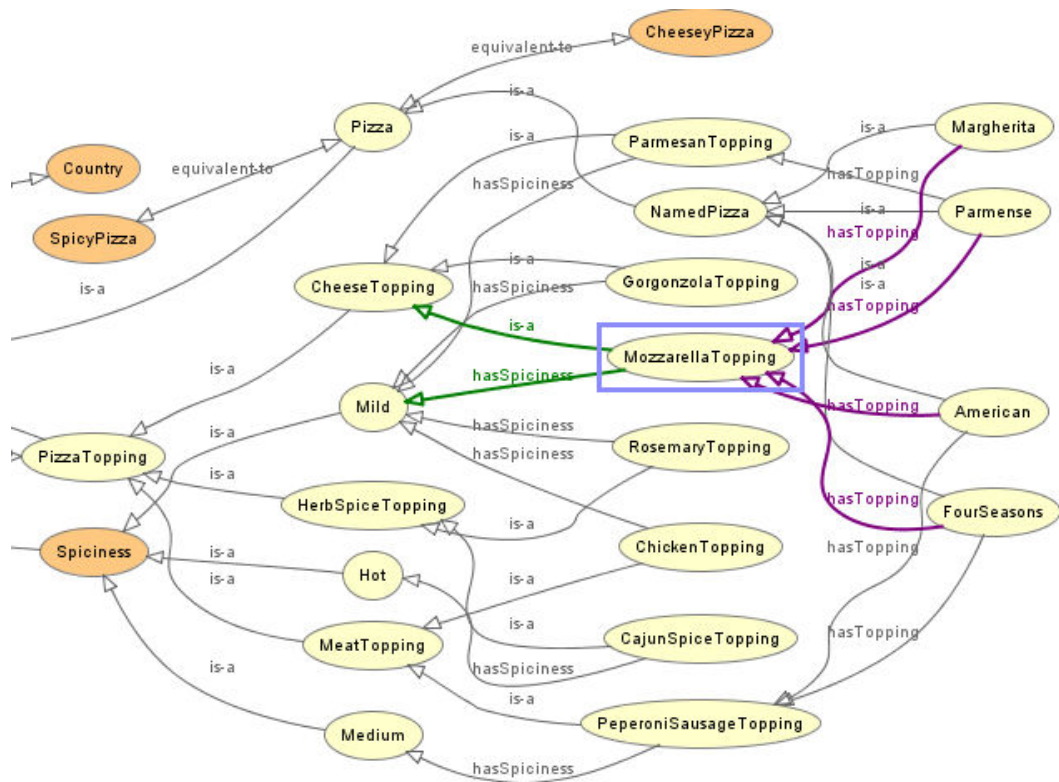 CheeseyPizza
equivalent-to
is-a
Pizza
ParmesanTopping
Margherita
is-a
is-a
Country
equivalent-to
hasSpiciness
hasTopping
NamedPizza
is-a
Parmense
SpicyPizza
hasTopping
is-a
is-a
is-a
is-a
CheeseTopping
hasSpiciness
GorgonzolaTopping
hasTopping
is-a
MozzarellaTopping
is-a
hasSpiciness
Mild
hasTopping
American
is-a
hasSpiciness
RosemaryTopping
hasSpiciness
PizzaTopping
is-a
HerbSpiceTopping
hasTopping
FourSeasons
is-a
ChickenTopping
hasTopping
Spiciness
is-a
Hot
is-a
is-a
is-a
CajunSpiceTopping
hasTopping
MeatTopping
is-a
hasSpiciness
is-a
PeperoniSausageTopping
Medium
hasSpiciness